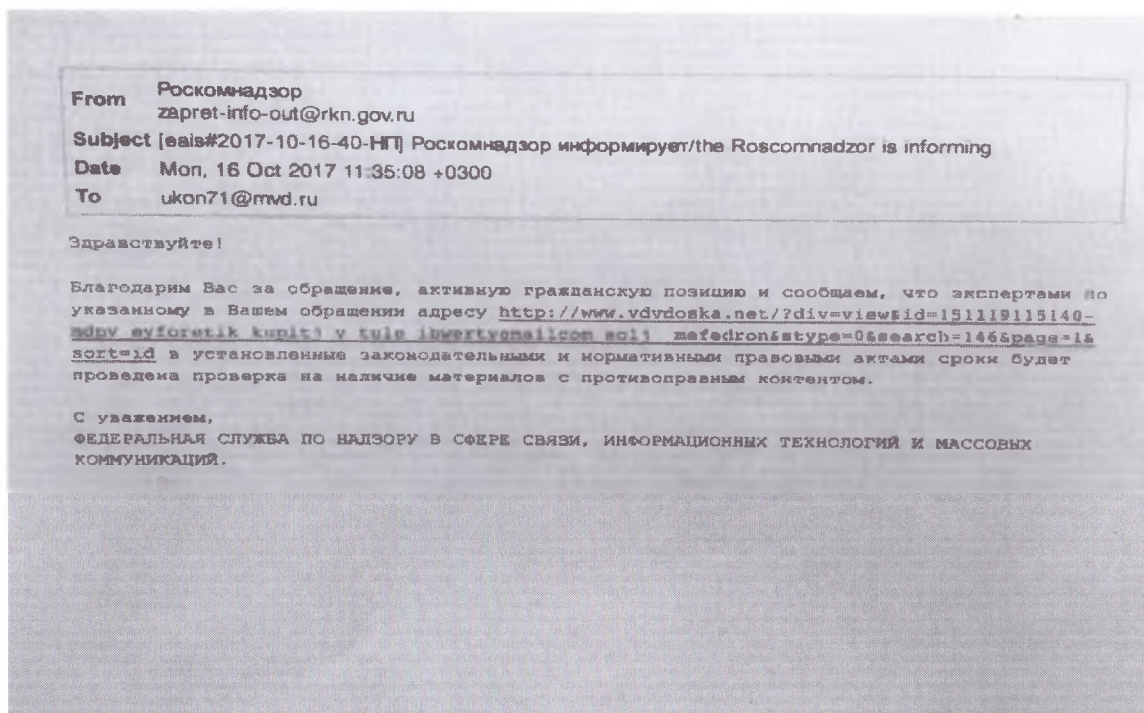 From Роскомнадзор
zapret-info-out@rkn.gov.ru
Subject [eais#2017-10-16-40-НП] Роскомнадзор информирует/the Roscomnadzor is informing
Date Mon, 16 Oct 2017 11:35:08 +0300
To ukon71@mvd.ru
Здравствуйте!
Благодарим Вас за обращение, активную гражданскую позицию и сообщаем, что экспертами по
указанному в Вашем обращении адресу http://www.vdvdoska.net/?div=view&id=151119115140-
mdpv eyforetik kupitj v tule mefedron&stype=0&search=146&page=1&
sort=id в установленные законодательными и нормативными правовыми актами сроки будет
проведена проверка на наличие материалов с противоправным контентом.
С уважением,
ФЕДЕРАЛЬНАЯ СЛУЖБА ПО НАДЗОРУ В СФЕРЕ СВЯЗИ, ИНФОРМАЦИОННЫХ ТЕХНОЛОГИЙ И МАССОВЫХ
КОММУНИКАЦИЙ.